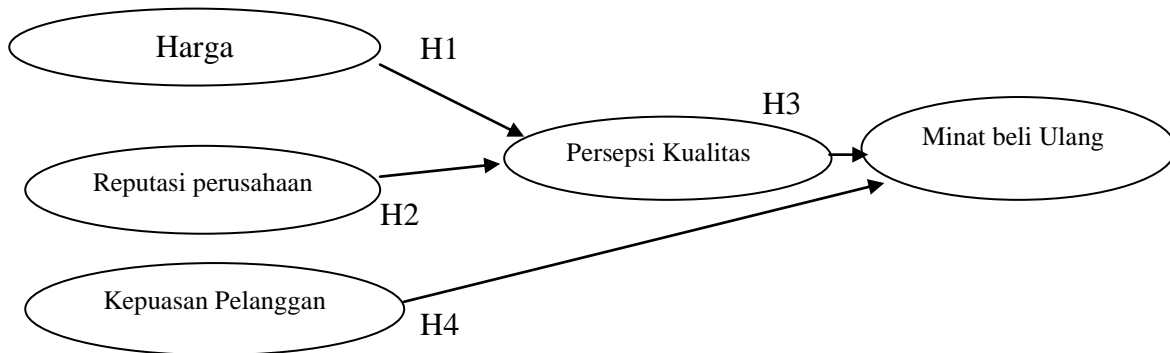 Harga
H1
H3
Minat beli Ulang
Persepsi Kualitas
Reputasi perusahaan
H2
Kepuasan Pelanggan
H4